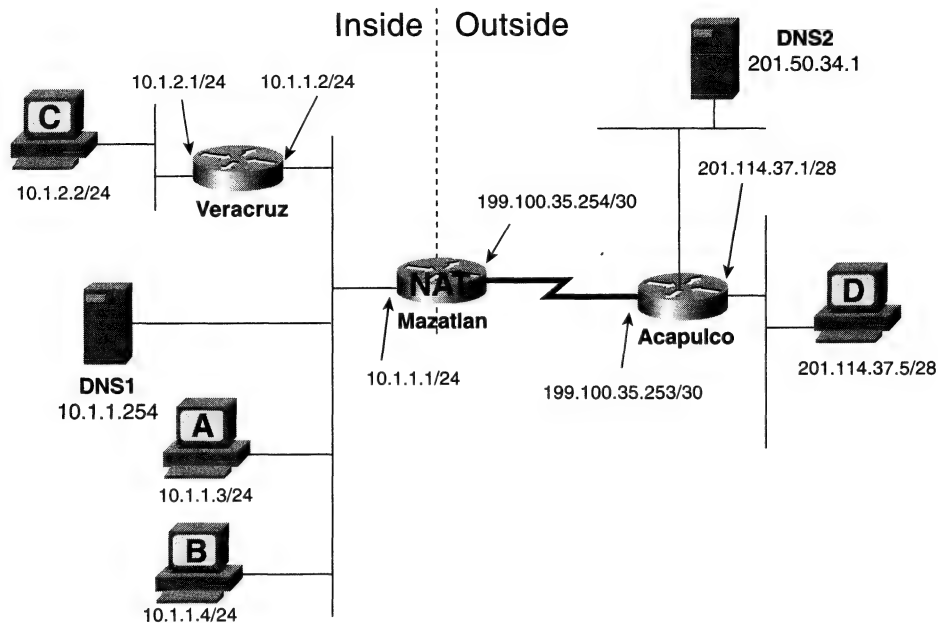 Inside Outside
DNS2
201.50.34.1
10.1.2.1/24 10.1.1.2/24
C
10.1.2.2/24
Veracruz
201.114.37.1/28
199.100.35.254/30
NAT
Mazatlan
D
Acapulco
201.114.37.5/28
DNS1
10.1.1.254
10.1.1.1/24
199.100.35.253/30
A
10.1.1.3/24
B
10.1.1.4/24